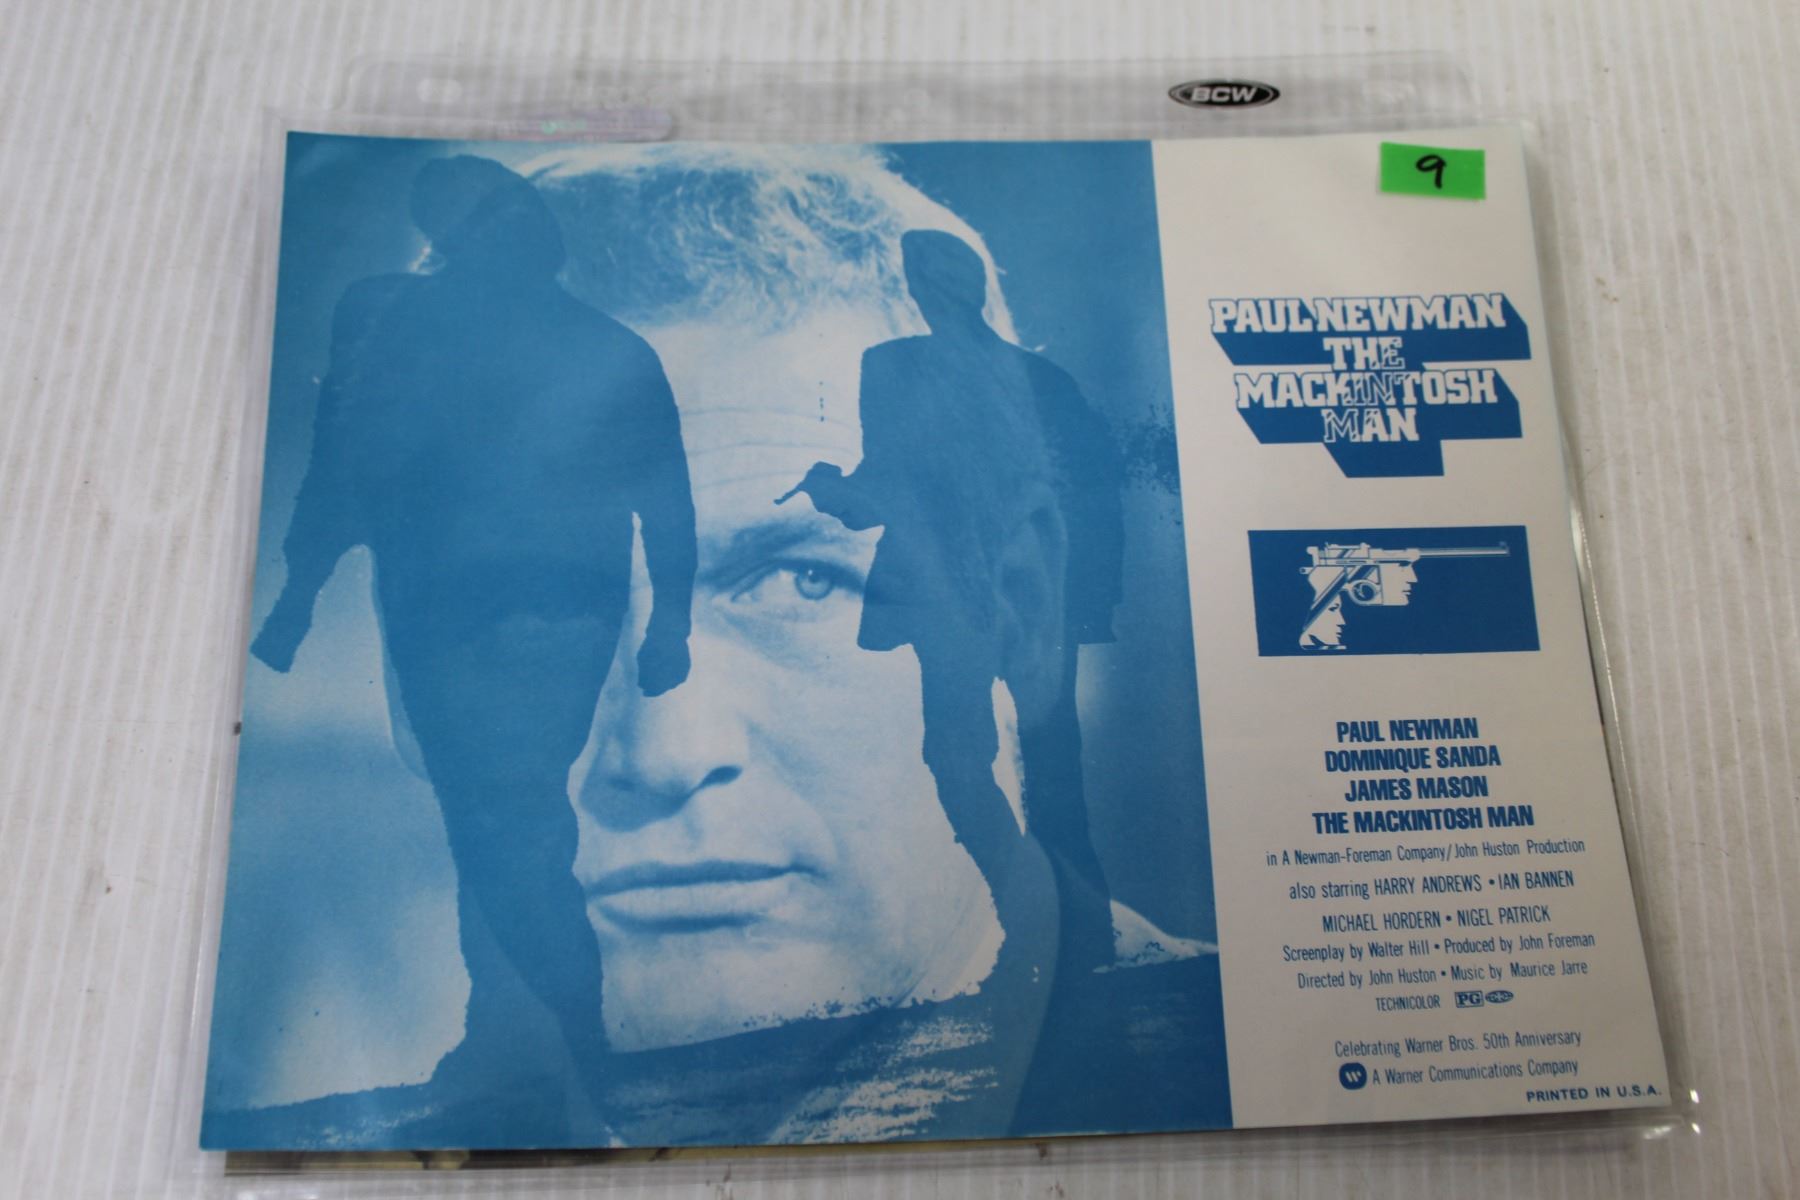 BCW
9
PAUL NEWMAN
THE
MACKINTOSH
MAN
PAUL NEWMAN
DOMINIQUE SANDA
JAMES MASON
THE MACKINTOSH MAN
in A Newman-Foreman Company/John Huston Production
also starring HARRY ANDREWS • IAN BANNEN
MICHAEL HORDERN • NIGEL PATRICK
Screenplay by Walter Hill • Produced by John Foreman
Directed by John Huston • Music by Maurice Jarre
TECHNICOLOR PG
Celebrating Warner Bros. 50th Anniversary
A Warner Communications Company
PRINTED IN U.S.A.